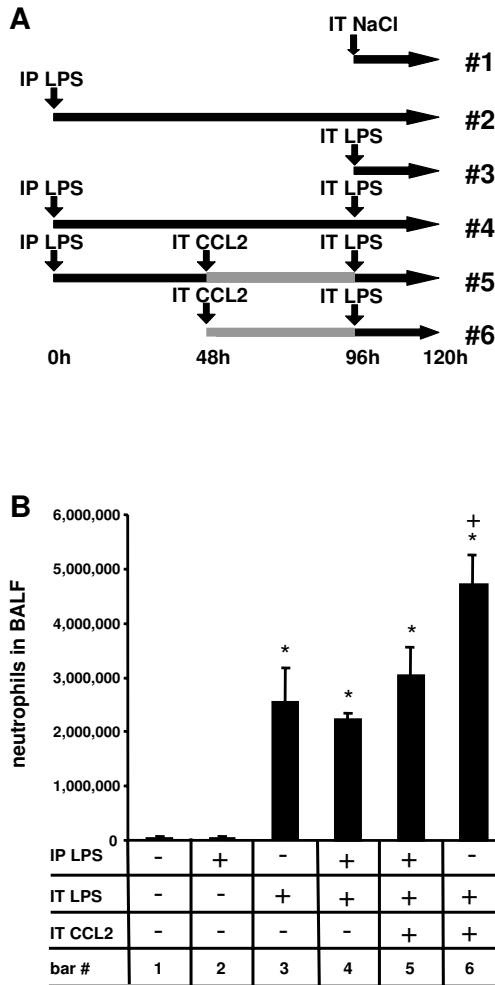 A
IT NaCl
#1
IP LPS
#2
IT LPS
#3
IP LPS IT LPS
#4
IP LPS IT CCL2 IT LPS
#5
IT CCL2 IT LPS
#6
0h 48h 96h 120h
B
neutrophils in BALF
6,000,000
5,000,000
4,000,000
3,000,000
2,000,000
1,000,000
0
* * * + *
IP LPS - + - + + -
IT LPS - - + + + +
IT CCL2 - - - - + +
bar # 1 2 3 4 5 6